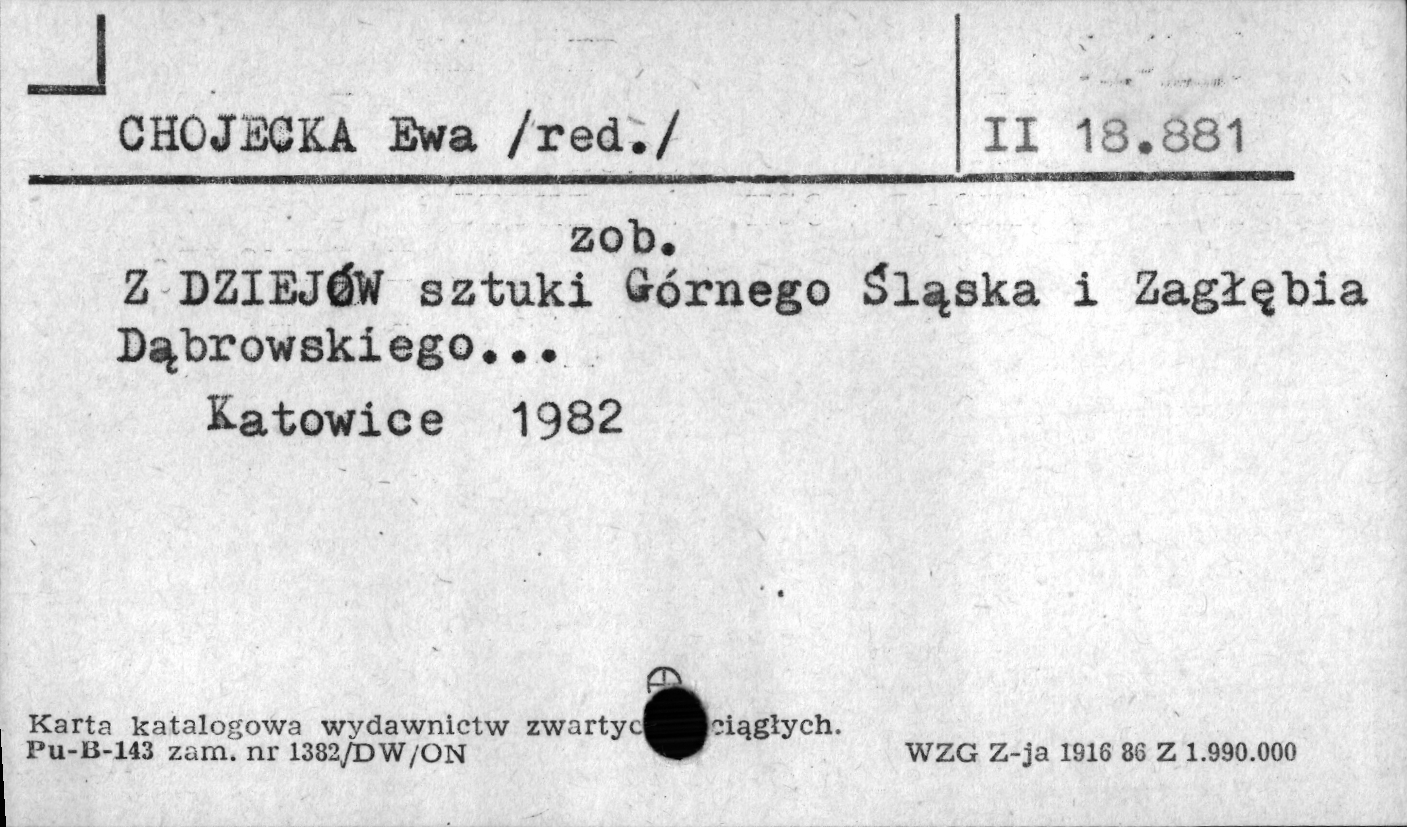 CHOJECKA Ewa /red./
II 18.881
zob.
Z DZIEJÓW sztuki Górnego Śląska i Zagłębia
Dąbrowskiego...
Katowice 1982
Karta katalogowa wydawnictw ciągłych.
Pu-B-143 zam. nr 1382/DW/ON
WZG Z-ja 1916 86 Z 1.990.000